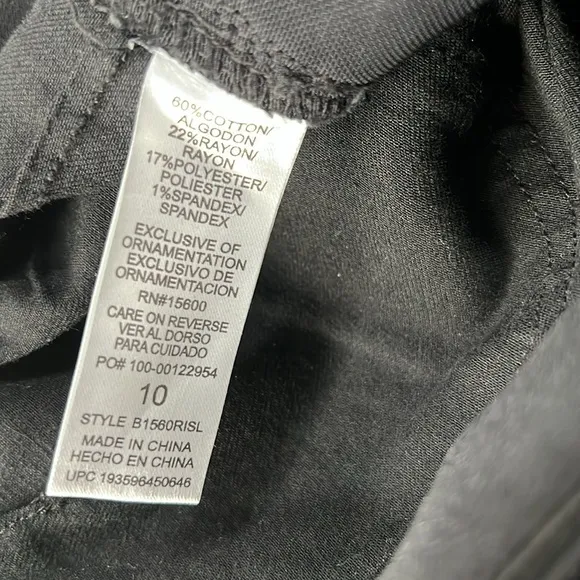 60%COTTON/
ALGODON
22%RAYON/
RAYON
17%POLYESTER/
POLIESTER
1%SPANDEX/
SPANDEX
EXCLUSIVE OF
ORNAMENTATION
EXCLUSIVO DE
ORNAMENTACION
RN#15600
CARE ON REVERSE
VER AL DORSO
PARA CUIDADO
PO# 100-00122954
10
STYLE B1560RISL
MADE IN CHINA
HECHO EN CHINA
UPC 193596450646